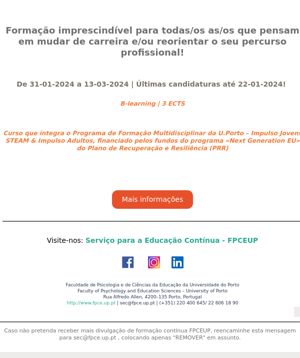 Formação imprescindível para todas/os as/os que pensam
em mudar de carreira e/ou reorientar o seu percurso
profissional!
De 31-01-2024 a 13-03-2024 | Últimas candidaturas até 22-01-2024!
B-learning | 3 ECTS
Curso que integra o Programa de Formação Multidisciplinar da U.Porto – Impulso Jovens
STEAM & Impulso Adultos, financiado pelos fundos do programa «Next Generation EU»
do Plano de Recuperação e Resiliência (PRR)
Mais informações
Visite-nos: Serviço para a Educação Contínua - FPCEUP
Faculdade de Psicologia e de Ciências da Educação da Universidade do Porto
Faculty of Psychology and Education Sciences – University of Porto
Rua Alfredo Allen, 4200–135 Porto, Portugal
http://www.fpce.up.pt | sec@fpce.up.pt | (+351) 220 400 645/ 22 606 18 90
Caso não pretenda receber mais divulgação de formação contínua FPCEUP, reencaminhe esta mensagem
para sec@fpce.up.pt , colocando apenas "REMOVER" em assunto.